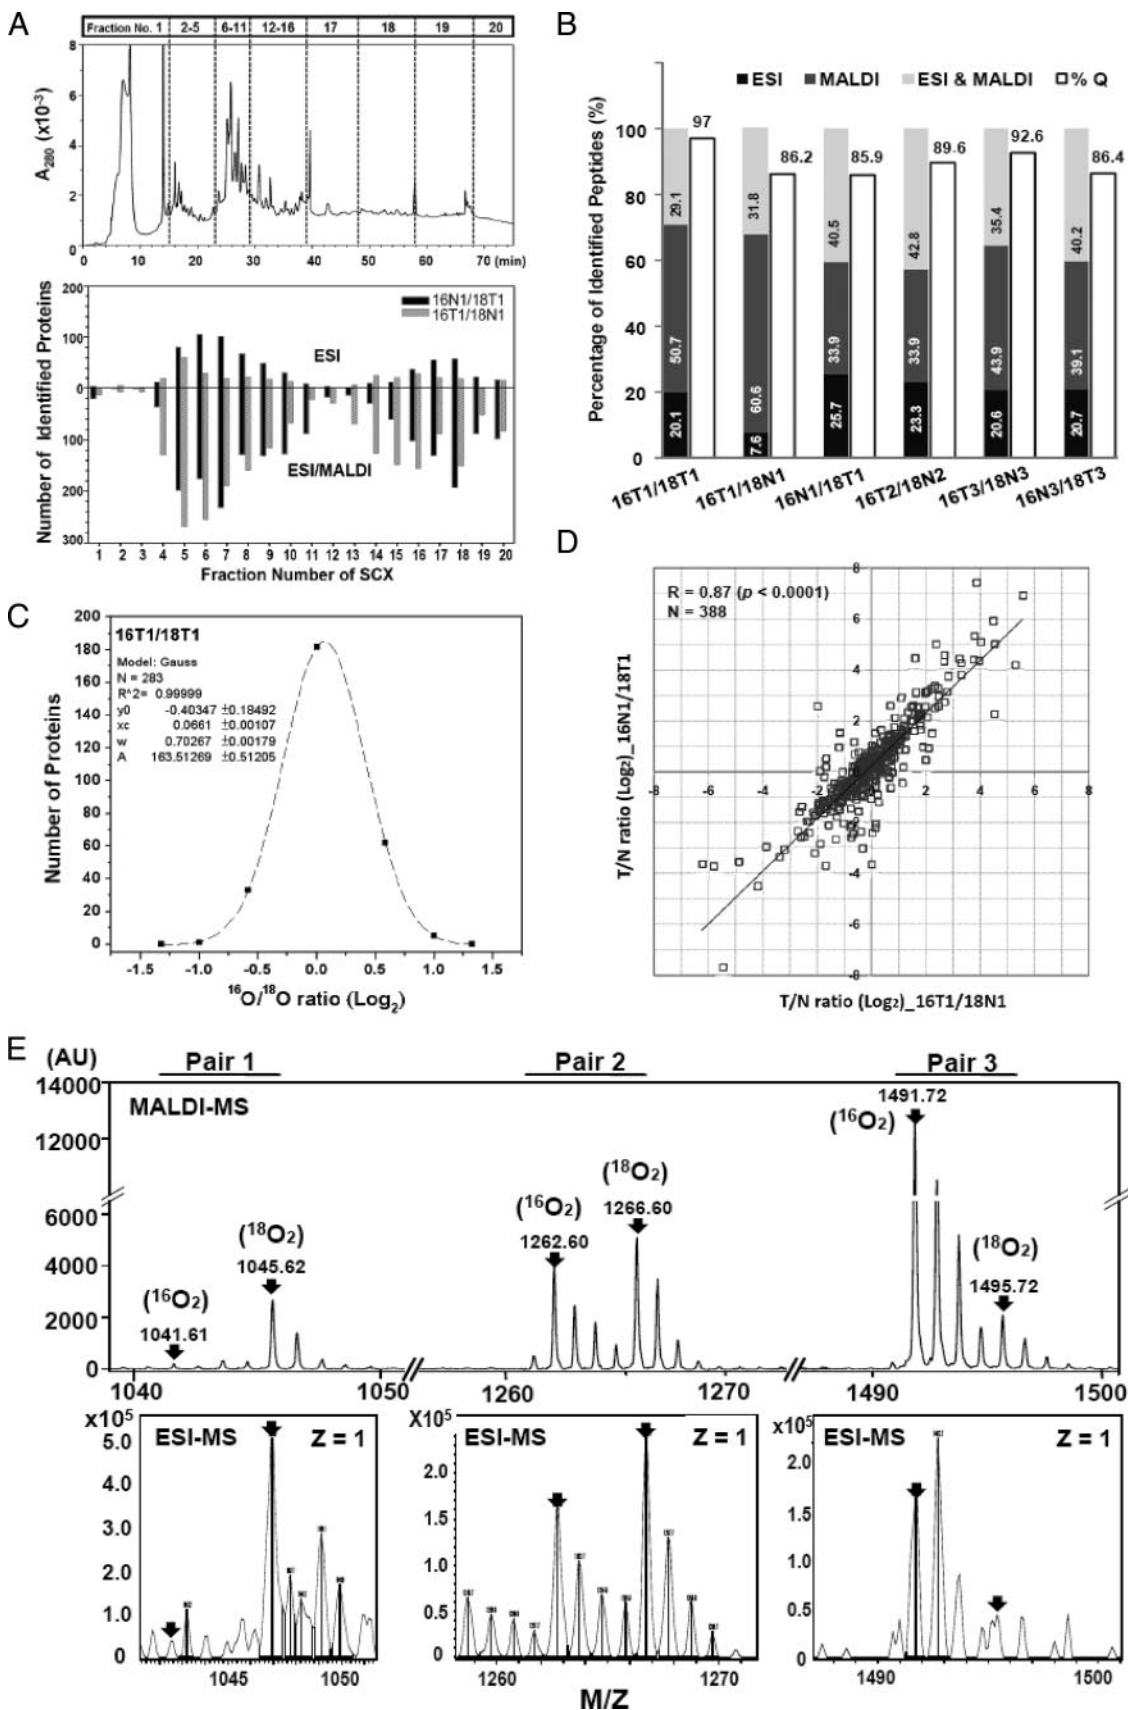 A
Fraction No. 1 2-5 6-11 12-16 17 18 19 20
A280 (x10-3)
8
6
4
2
0
0 10 20 30 40 50 60 70 (min)
Number of Identified Proteins
200
100
0
100
200
300
16N1/18T1
16T1/18N1
ESI
ESI/MALDI
1 2 3 4 5 6 7 8 9 10 11 12 13 14 15 16 17 18 19 20
Fraction Number of SCX
B
ESI MALDI ESI & MALDI % Q
Percentage of Identified Peptides (%)
100
80
60
40
20
0
97 86.2 85.9 89.6 92.6 86.4
29.1 31.8 40.5 42.8 35.4 40.2
50.7 60.6 33.9 33.9 43.9 39.1
20.1 7.6 25.7 23.3 20.6 20.7
16T1/18T1 16T1/18N1 16N1/18T1 16T2/18N2 16T3/18N3 16N3/18T3
C
Number of Proteins
200
180
160
140
120
100
80
60
40
20
0
16T1/18T1
Model: Gauss
N = 283
R^2= 0.99999
y0 -0.40347 ±0.18492
xc 0.0661 ±0.00107
w 0.70267 ±0.00179
A 163.51269 ±0.51205
-1.5 -1.0 -0.5 0.0 0.5 1.0 1.5
16O/18O ratio (Log2)
D
R = 0.87 (p < 0.0001)
N = 388
T/N ratio (Log2)_16N1/18T1
8
6
4
2
-8 -6 -4 -2 2 4 6 8
-4
-6
-8
T/N ratio (Log2)_16T1/18N1
E
(AU)
Pair 1 Pair 2 Pair 3
14000
12000
6000
4000
2000
0
MALDI-MS
(16O2)
1041.61
(18O2)
1045.62
(16O2)
1262.60
(18O2)
1266.60
(16O2)
1491.72
(18O2)
1495.72
1040 1050 1260 1270 1490 1500
x105
5.0
4.0
3.0
2.0
1.0
0
ESI-MS Z = 1
1045 1050
X105
2.0
1.5
1.0
0.5
0
ESI-MS Z = 1
1260 1270
x105
2.0
1.5
1.0
0.5
0
ESI-MS Z = 1
1490 1500
M/Z